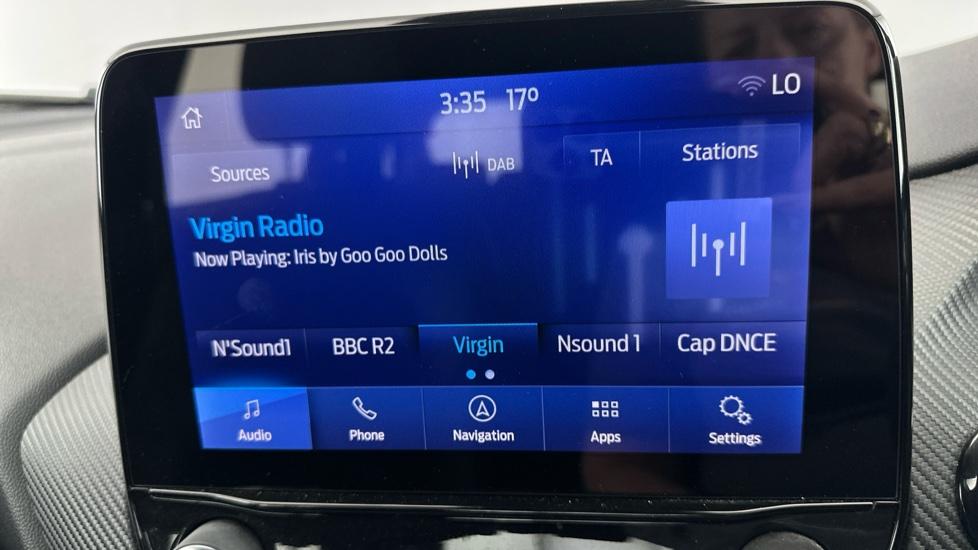 3:35 17º LO
DAB TA Stations
Sources
Virgin Radio
Now Playing: Iris by Goo Goo Dolls
N'Sound1 BBC R2 Virgin Nsound 1 Cap DNCE
Audio Phone Navigation Apps Settings